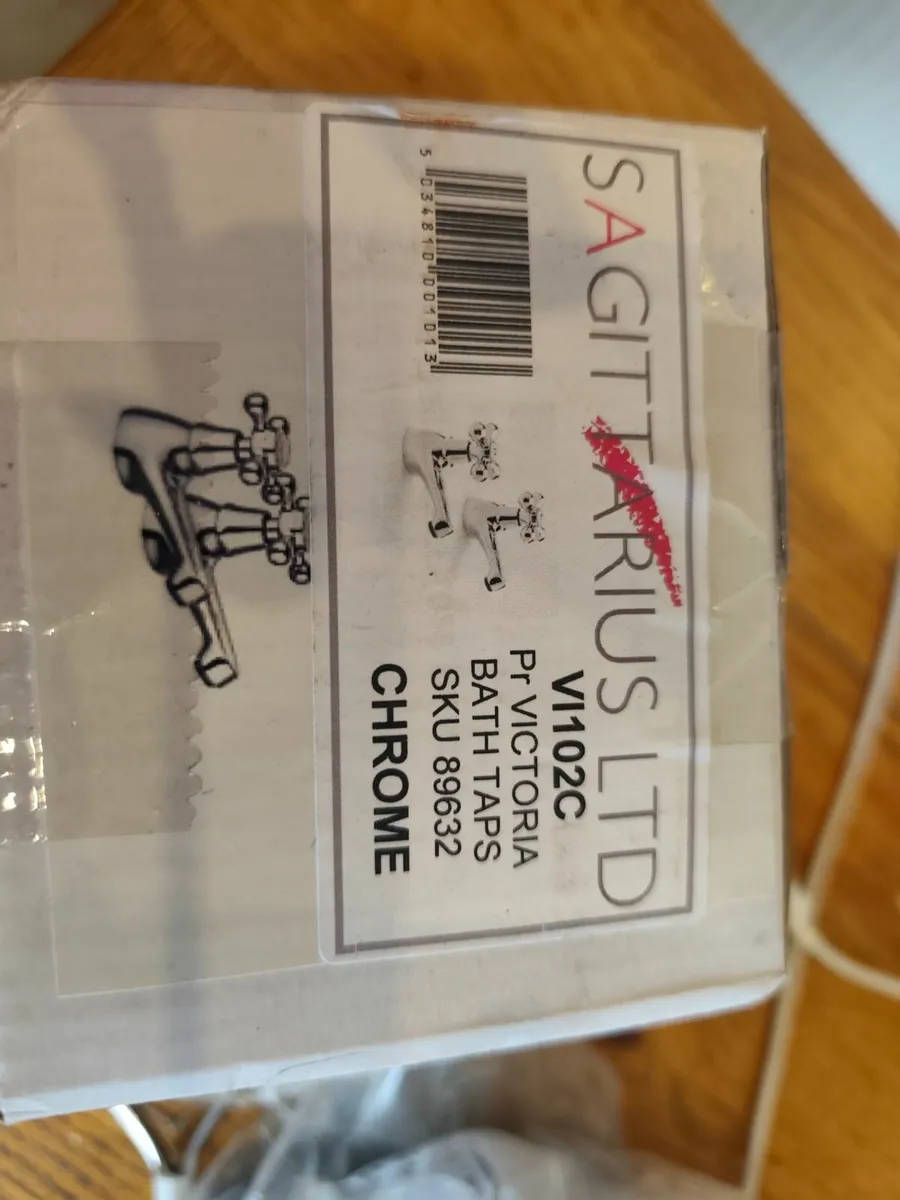 SAGITTARIUS LTD
5 034810 001013
VI102C
Pr VICTORIA
BATH TAPS
SKU 89632
CHROME